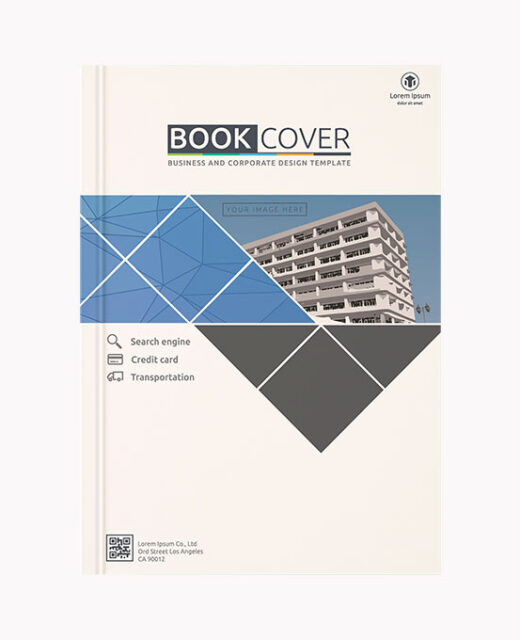 Lorem Ipsum
dolor sit amet
BOOK COVER
BUSINESS AND CORPORATE DESIGN TEMPLATE
YOUR IMAGE HERE
Search engine
Credit card
Transportation
Lorem Ipsum Co., Ltd
Ord Street Los Angeles
CA 90012